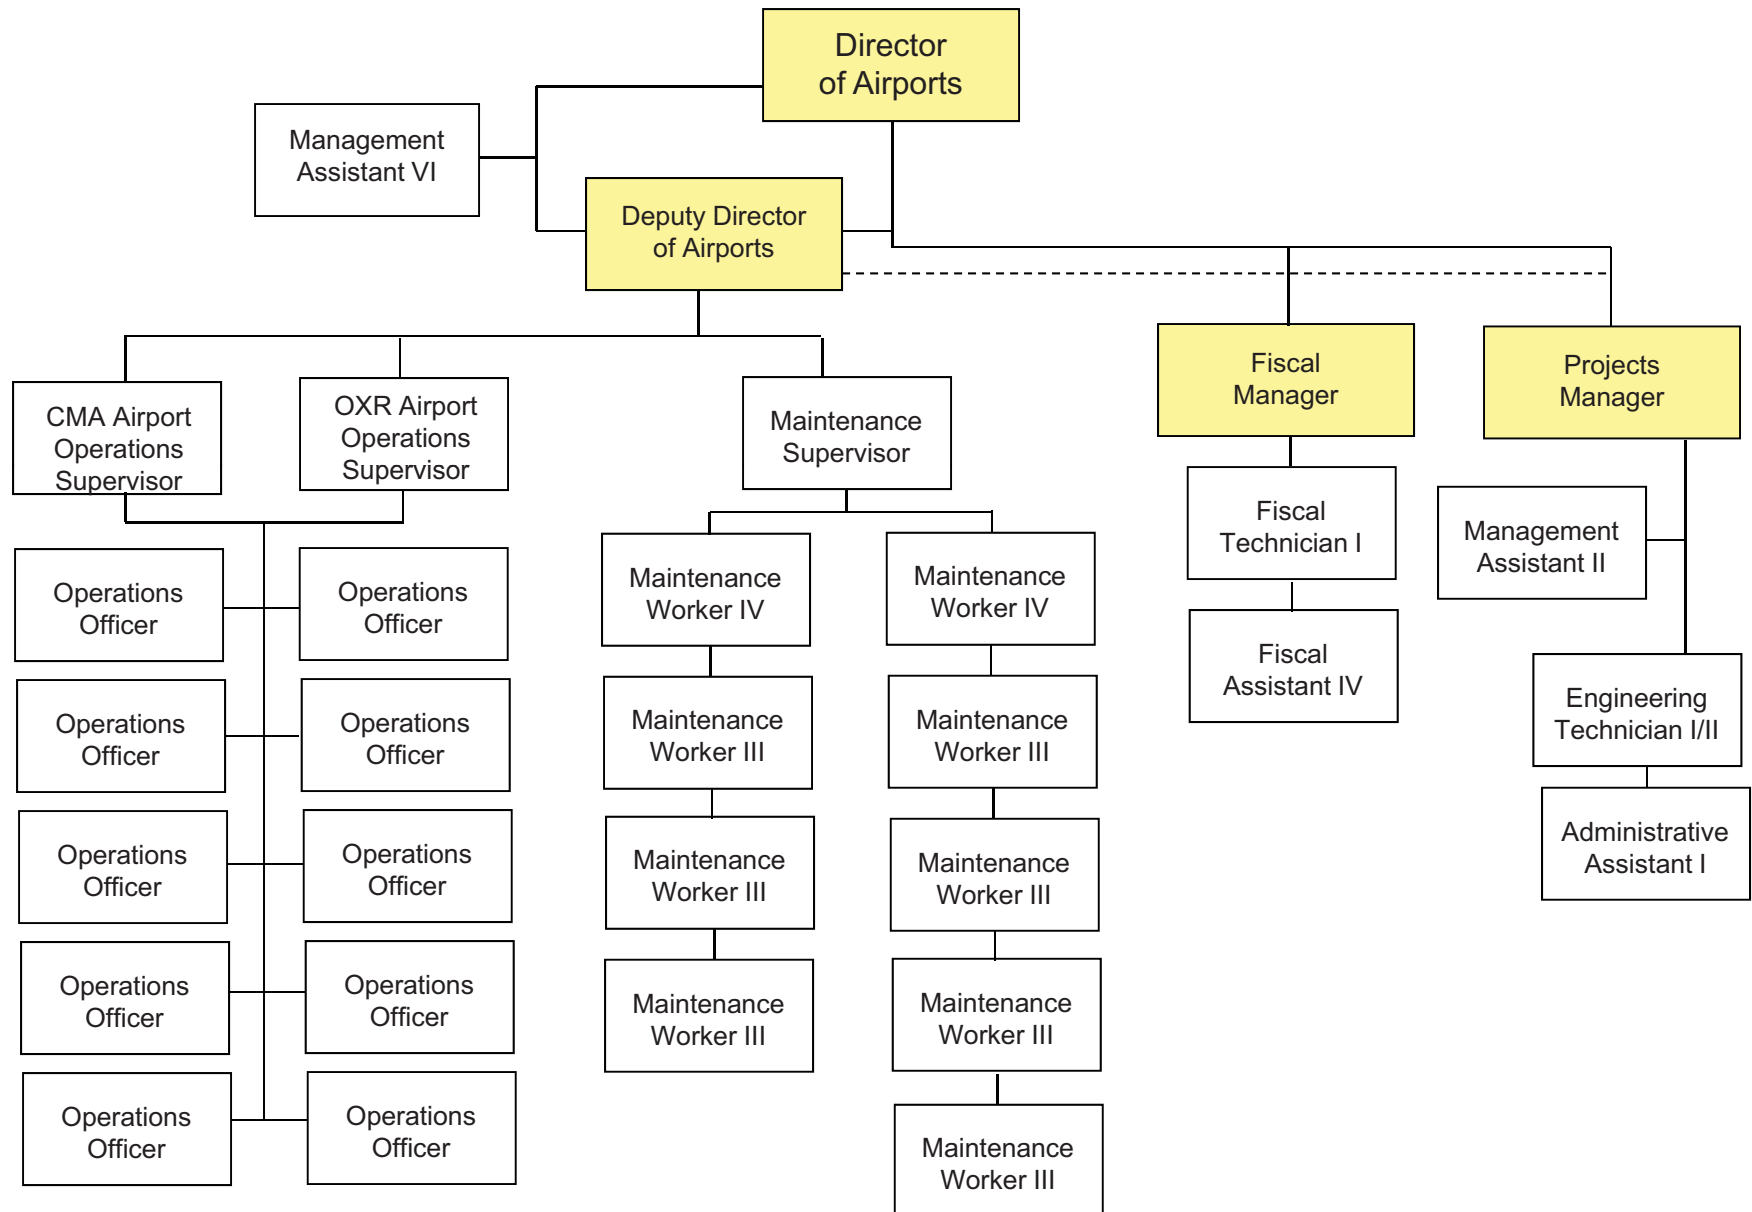 Director
of Airports
Management
Assistant VI
Deputy Director
of Airports
Fiscal
Manager
Projects
Manager
CMA Airport
Operations
Supervisor
OXR Airport
Operations
Supervisor
Maintenance
Supervisor
Operations
Officer
Operations
Officer
Operations
Officer
Operations
Officer
Operations
Officer
Operations
Officer
Operations
Officer
Operations
Officer
Operations
Officer
Operations
Officer
Maintenance
Worker IV
Maintenance
Worker III
Maintenance
Worker III
Maintenance
Worker III
Maintenance
Worker IV
Maintenance
Worker III
Maintenance
Worker III
Maintenance
Worker III
Maintenance
Worker III
Fiscal
Technician I
Fiscal
Assistant IV
Management
Assistant II
Engineering
Technician I/II
Administrative
Assistant I